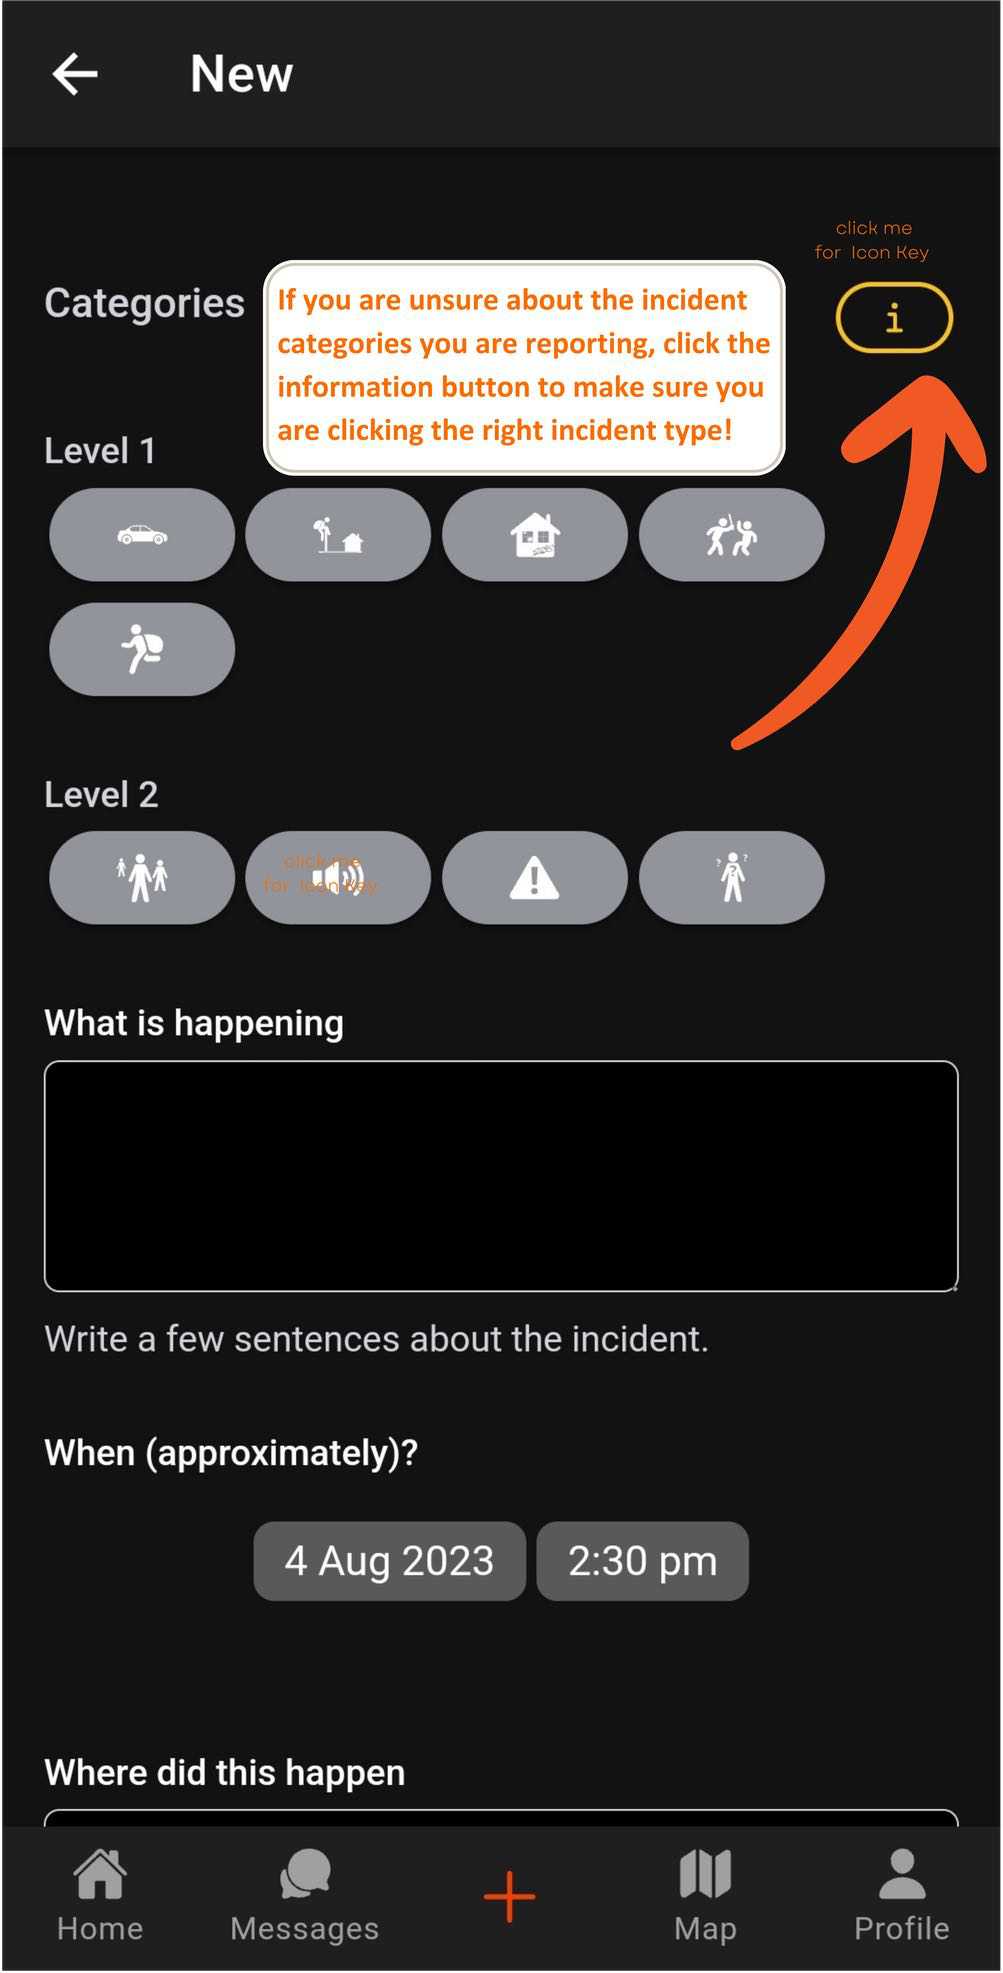 New
click me
for Icon Key
Categories
If you are unsure about the incident
categories you are reporting, click the
information button to make sure you
are clicking the right incident type!
i
Level 1
Level 2
click me
for Icon Key
What is happening
Write a few sentences about the incident.
When (approximately)?
4 Aug 2023
2:30 pm
Where did this happen
Home
Messages
Map
Profile